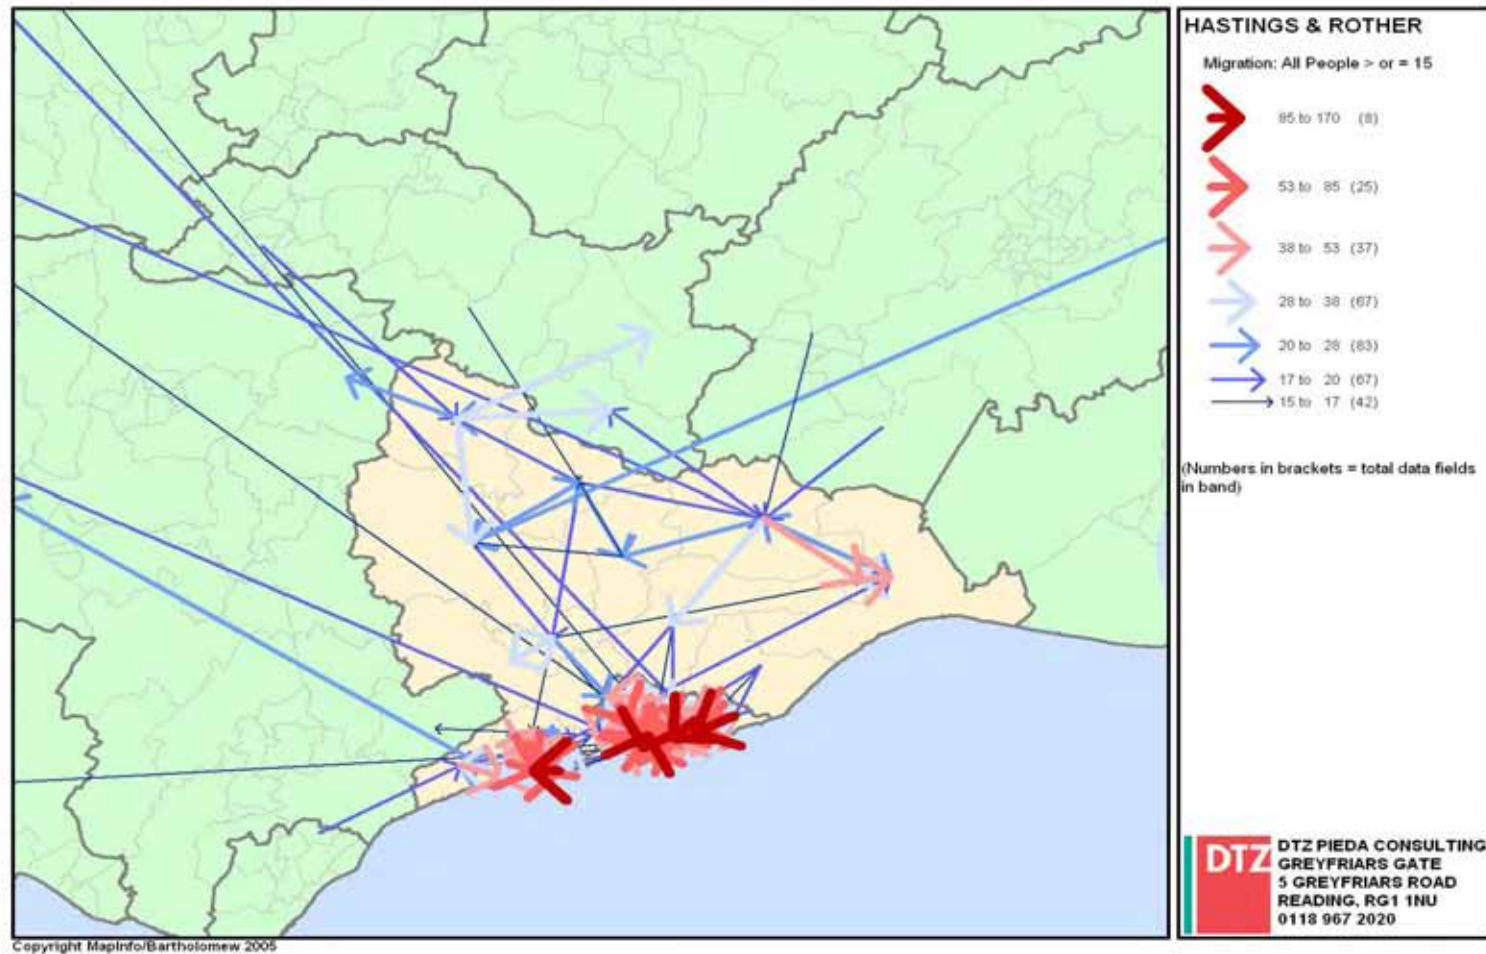 HASTINGS & ROTHER
Migration: All People > or = 15
85 to 170 (8)
53 to 85 (25)
38 to 53 (37)
28 to 38 (67)
20 to 28 (83)
17 to 20 (67)
15 to 17 (42)
(Numbers in brackets = total data fields
in band)
DTZ
DTZ PIEDA CONSULTING
GREYFRIARS GATE
5 GREYFRIARS ROAD
READING, RG1 1NU
0118 967 2020
Copyright MapInfo/Bartholomew 2005